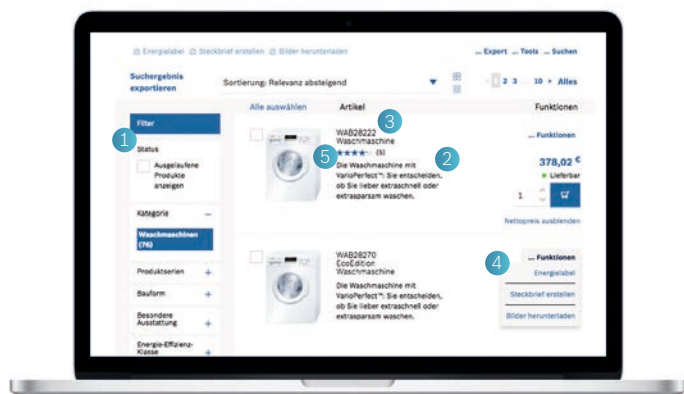 Energielabel Steckbrief erstellen Bilder herunterladen
... Export ... Tools ... Suchen
Suchergebnis
exportieren
Sortierung: Relevanz absteigend
1 2 3 ... 10 Alles
Alle auswählen Artikel Funktionen
Filter
1
Status
Ausgelaufene
Produkte
anzeigen
Kategorie –
Waschmaschinen
(76)
Produktserien +
Bauform +
Besondere
Ausstattung +
Energie-Effizienz-
Klasse +
3
WAB28222
Waschmaschine
5
(5)
2
Die Waschmaschine mit
VarioPerfect™: Sie entscheiden,
ob Sie lieber extraschnell oder
extrasparsam waschen.
... Funktionen
378,02 €
Lieferbar
1
Nettopreis ausblenden
WAB28270
EcoEdition
Waschmaschine
Die Waschmaschine mit
VarioPerfect™: Sie entscheiden,
ob Sie lieber extraschnell oder
extrasparsam waschen.
4
... Funktionen
Energielabel
Steckbrief erstellen
Bilder herunterladen